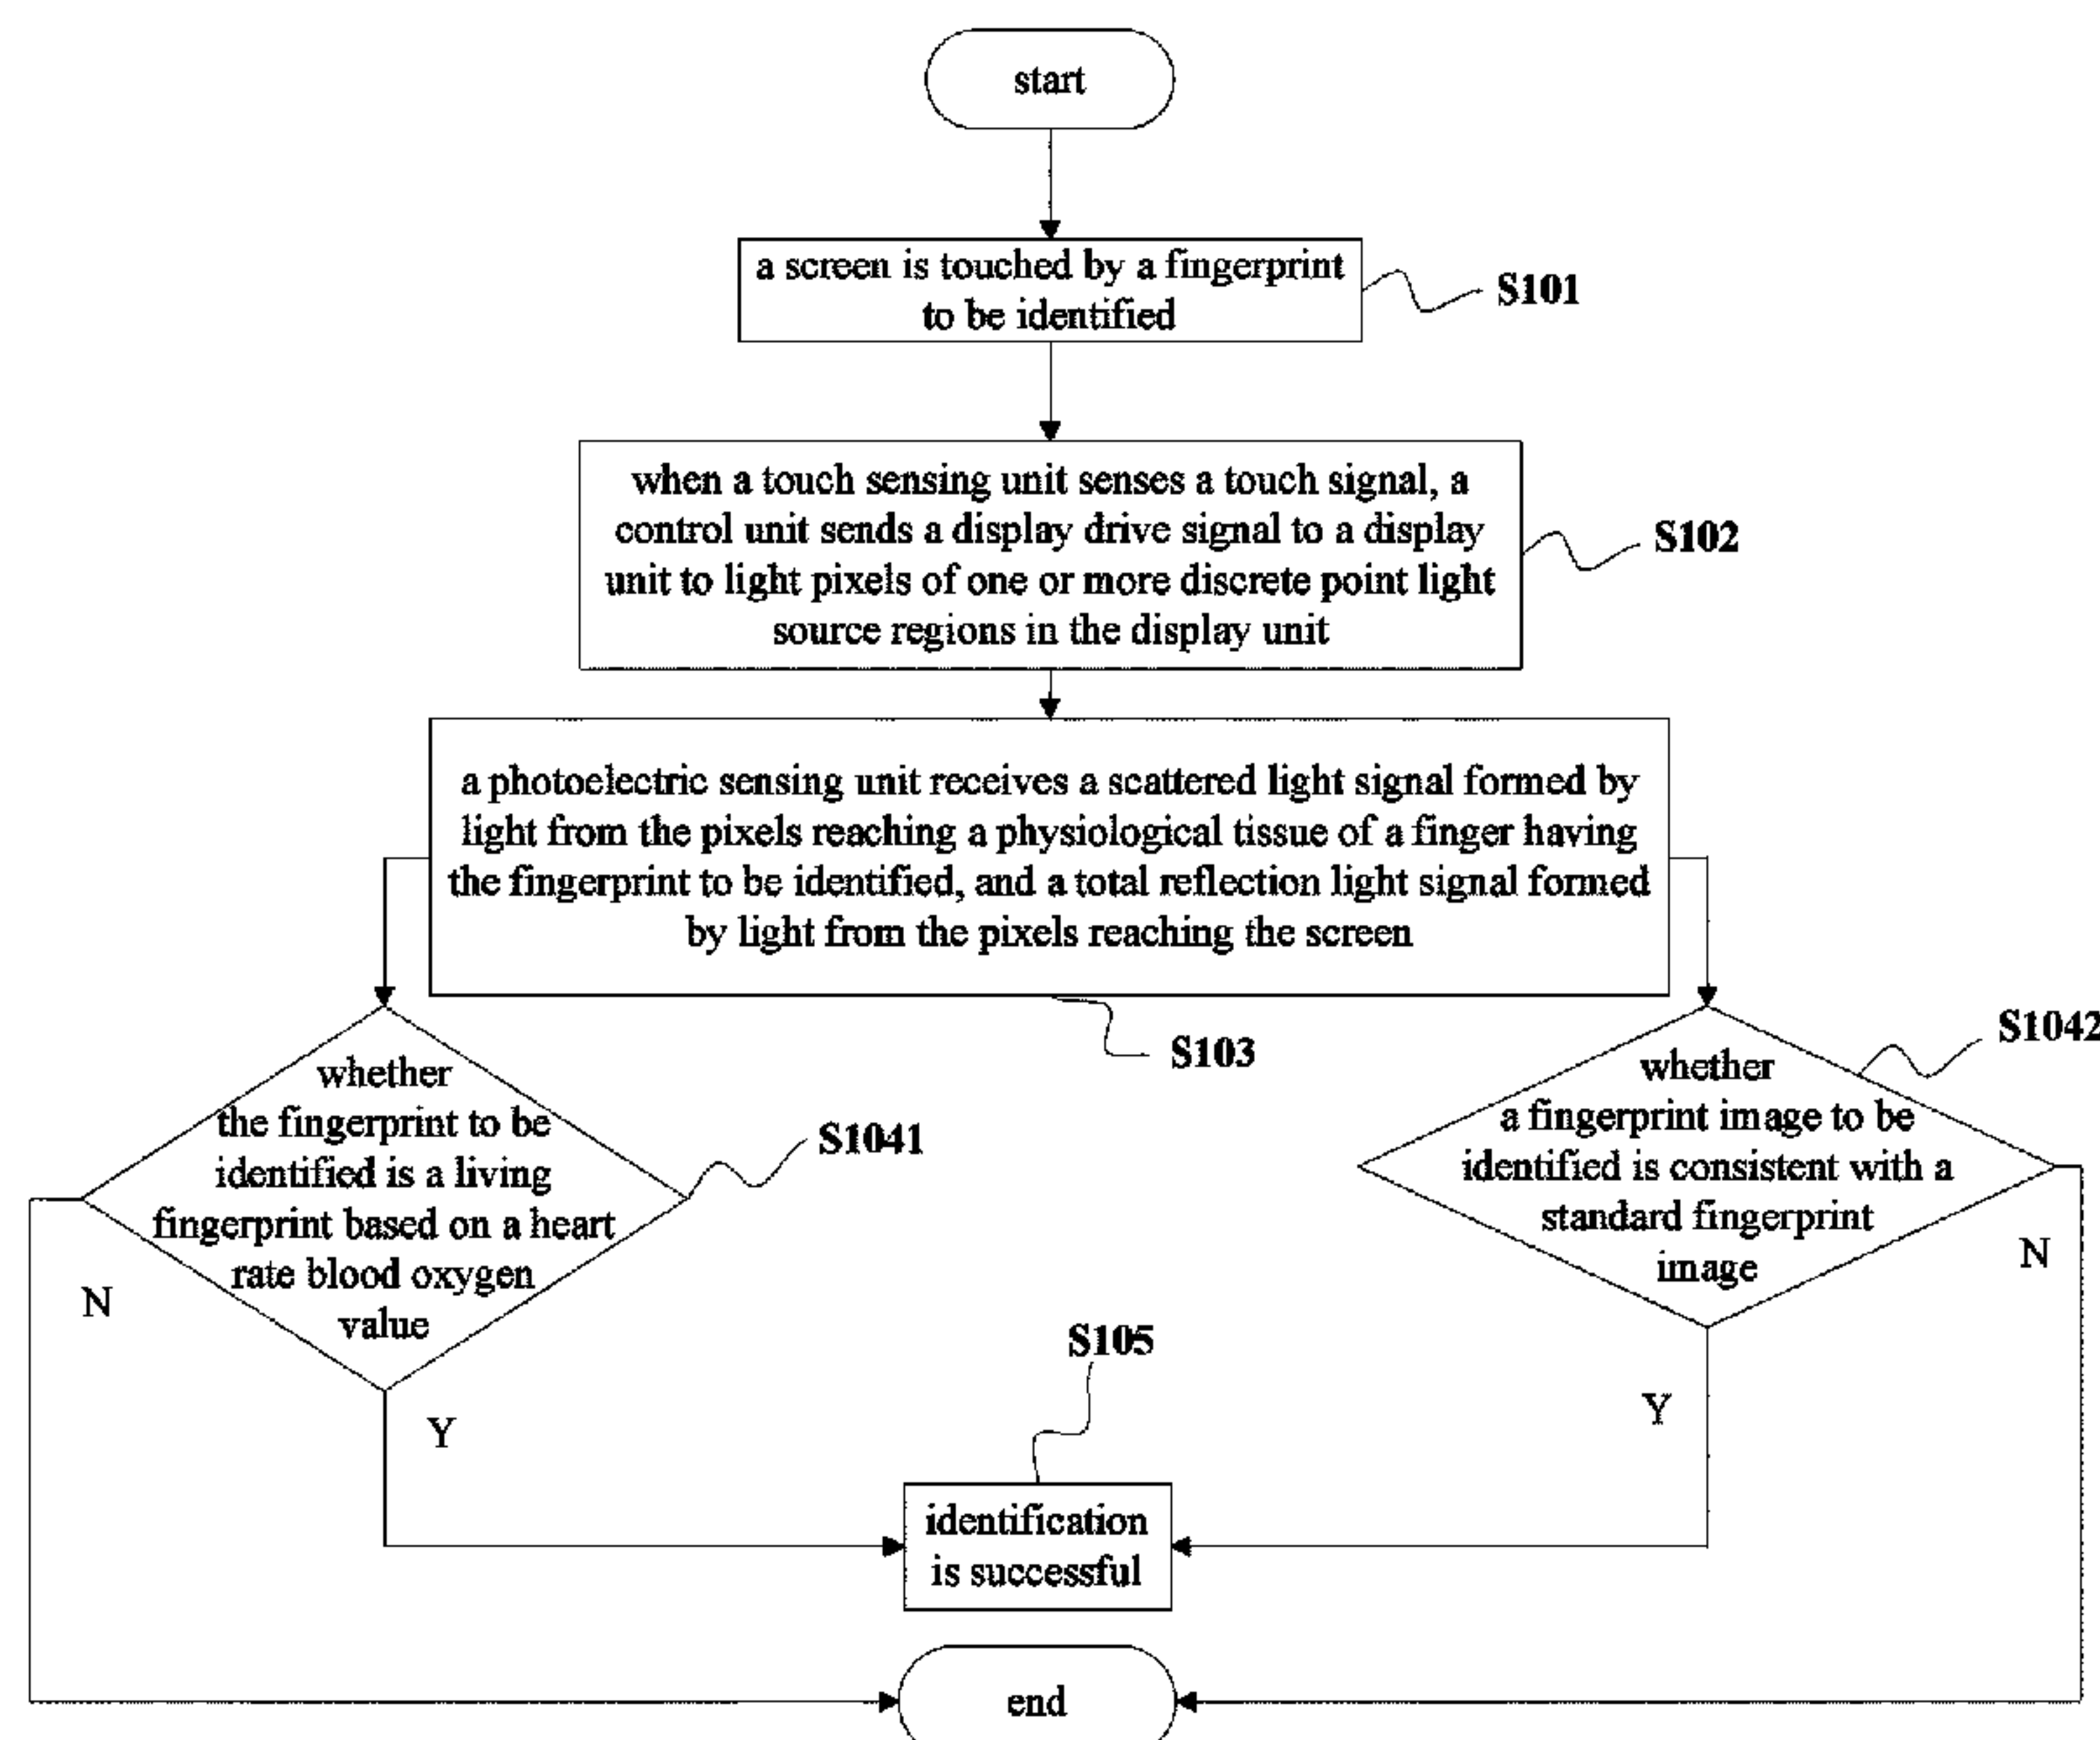 start
a screen is touched by a fingerprint
to be identified
S101
when a touch sensing unit senses a touch signal, a
control unit sends a display drive signal to a display
unit to light pixels of one or more discrete point light
source regions in the display unit
S102
a photoelectric sensing unit receives a scattered light signal formed by
light from the pixels reaching a physiological tissue of a finger having
the fingerprint to be identified, and a total reflection light signal formed
by light from the pixels reaching the screen
S103
whether
the fingerprint to be
identified is a living
fingerprint based on a heart
rate blood oxygen
value
S1041
N
Y
whether
a fingerprint image to be
identified is consistent with a
standard fingerprint
image
S1042
N
Y
S105
identification
is successful
end